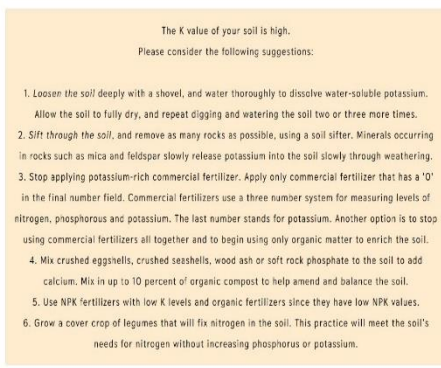 The K value of your soil is high.
Please consider the following suggestions:
1. Loosen the soil deeply with a shovel, and water thoroughly to dissolve water-soluble potassium.
Allow the soil to fully dry, and repeat digging and watering the soil two or three more times.
2. Sift through the soil, and remove as many rocks as possible, using a soil sifter. Minerals occurring
in rocks such as mica and feldspar slowly release potassium into the soil slowly through weathering.
3. Stop applying potassium-rich commercial fertilizer. Apply only commercial fertilizer that has a '0'
in the final number field. Commercial fertilizers use a three number system for measuring levels of
nitrogen, phosphorous and potassium. The last number stands for potassium. Another option is to stop
using commercial fertilizers all together and to begin using only organic matter to enrich the soil.
4. Mix crushed eggshells, crushed seashells, wood ash or soft rock phosphate to the soil to add
calcium. Mix in up to 10 percent of organic compost to help amend and balance the soil.
5. Use NPK fertilizers with low K levels and organic fertilizers since they have low NPK values.
6. Grow a cover crop of legumes that will fix nitrogen in the soil. This practice will meet the soil's
needs for nitrogen without increasing phosphorus or potassium.